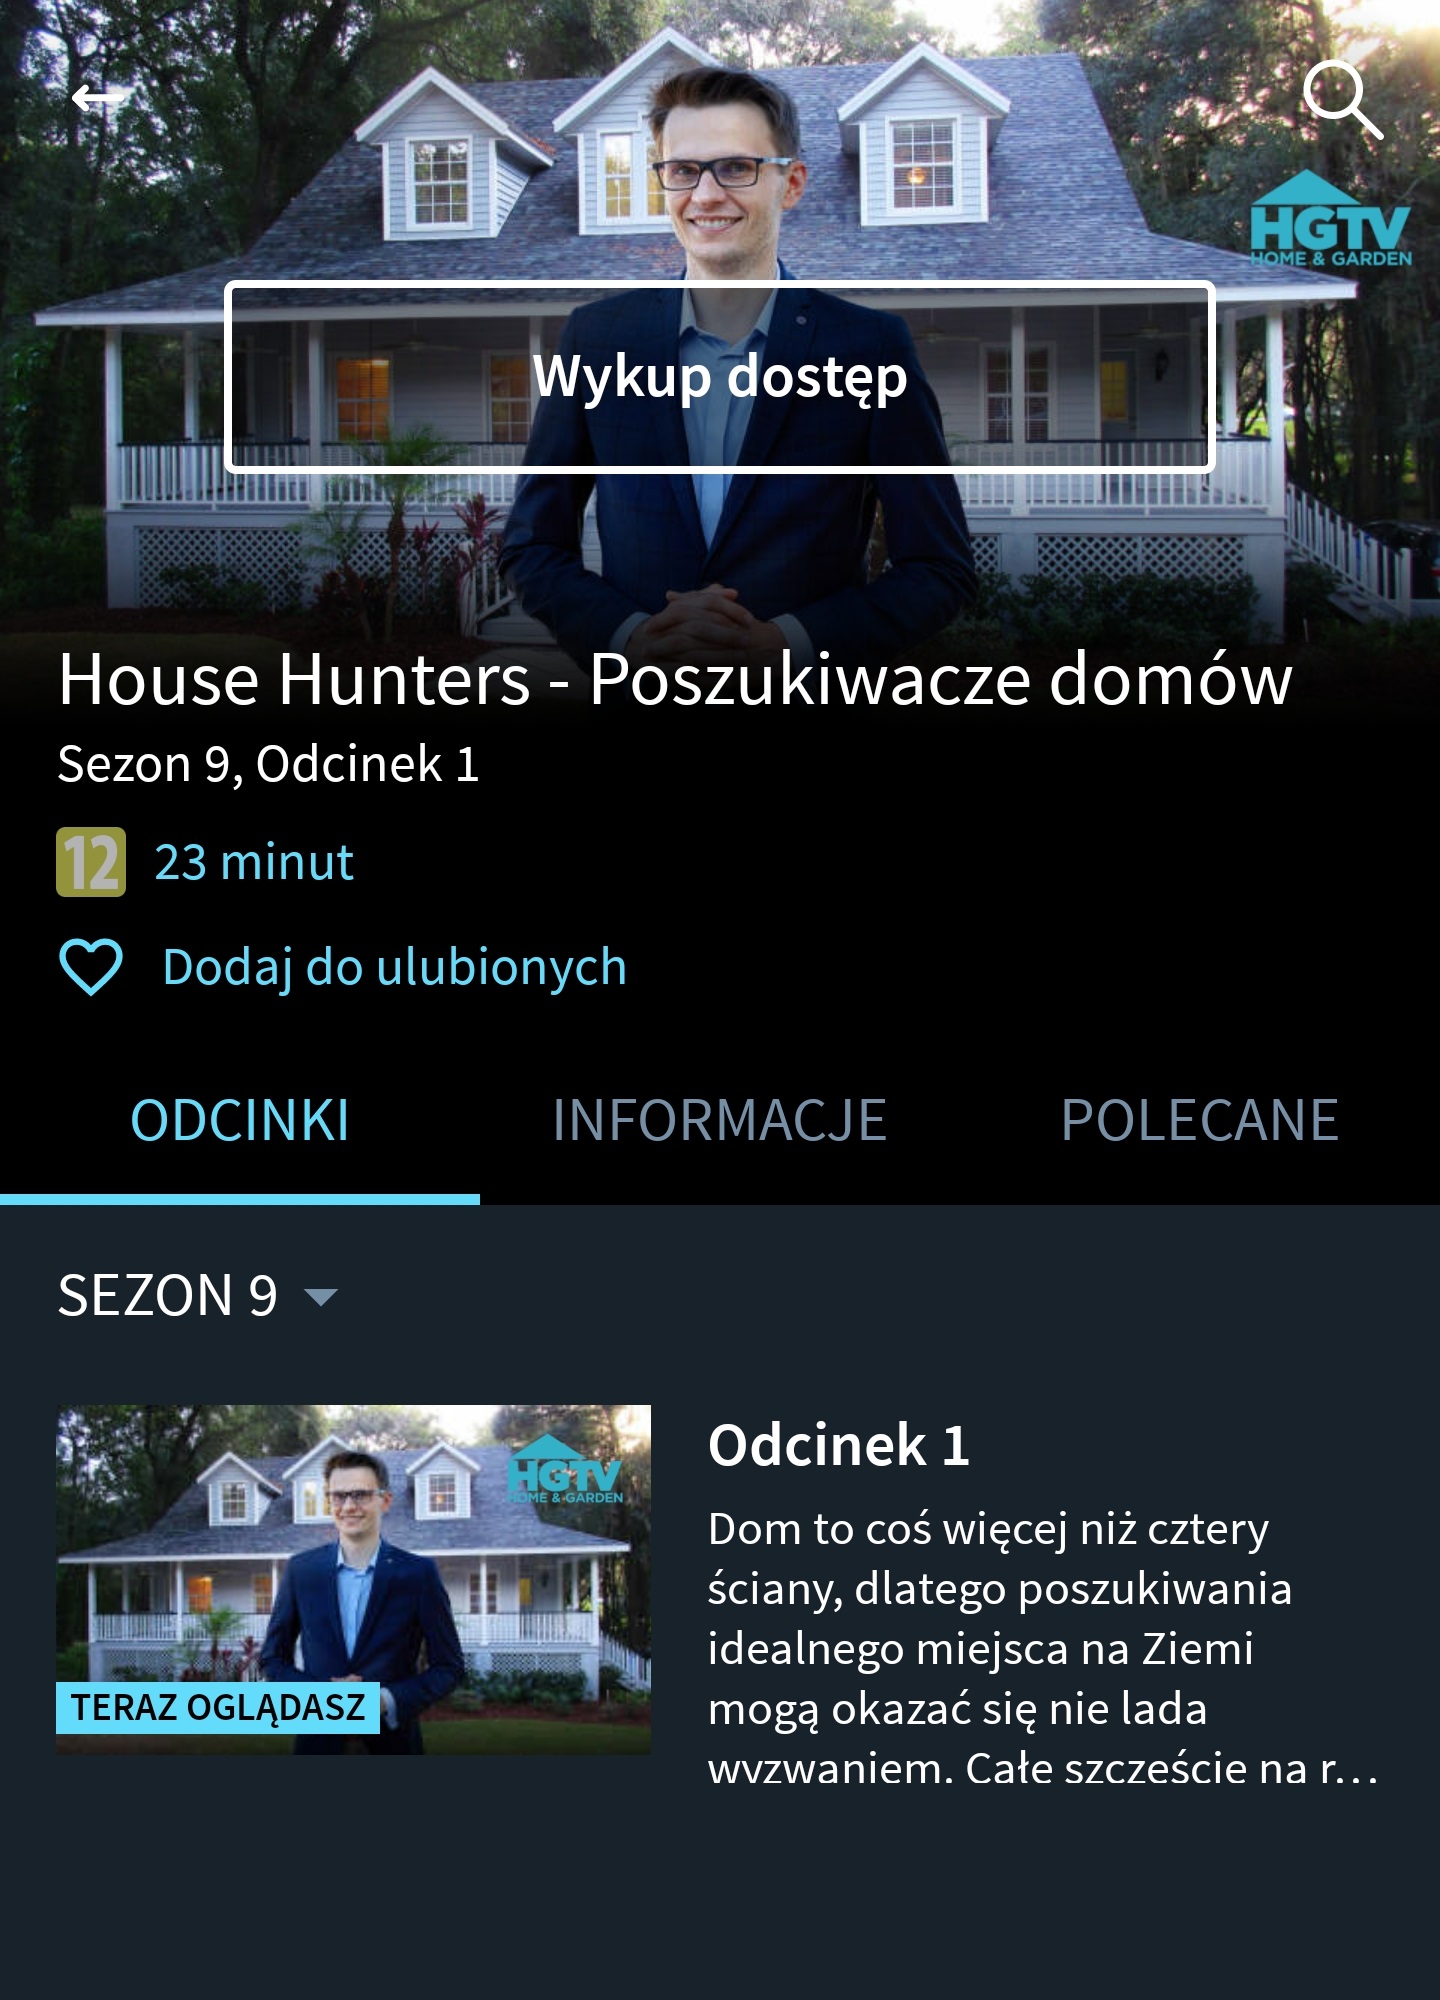 HGTV
HOME & GARDEN
Wykup dostęp
House Hunters - Poszukiwacze domów
Sezon 9, Odcinek 1
12 23 minut
Dodaj do ulubionych
ODCINKI INFORMACJE POLECANE
SEZON 9
HGTV
HOME & GARDEN
TERAZ OGLĄDASZ
Odcinek 1
Dom to coś więcej niż cztery
ściany, dlatego poszukiwania
idealnego miejsca na Ziemi
mogą okazać się nie lada
wyzwaniem. Całe szczęście na r...